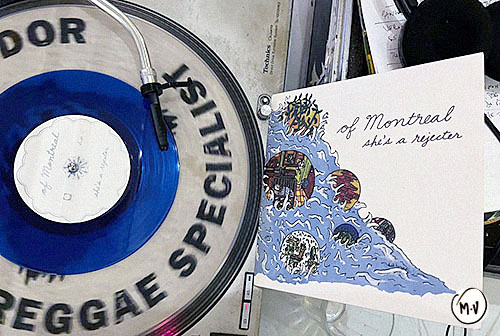 DOR
REGGAE SPECIALIST
of Montreal
she's a rejecter
Technics
of Montreal
she's a rejecter
M.V